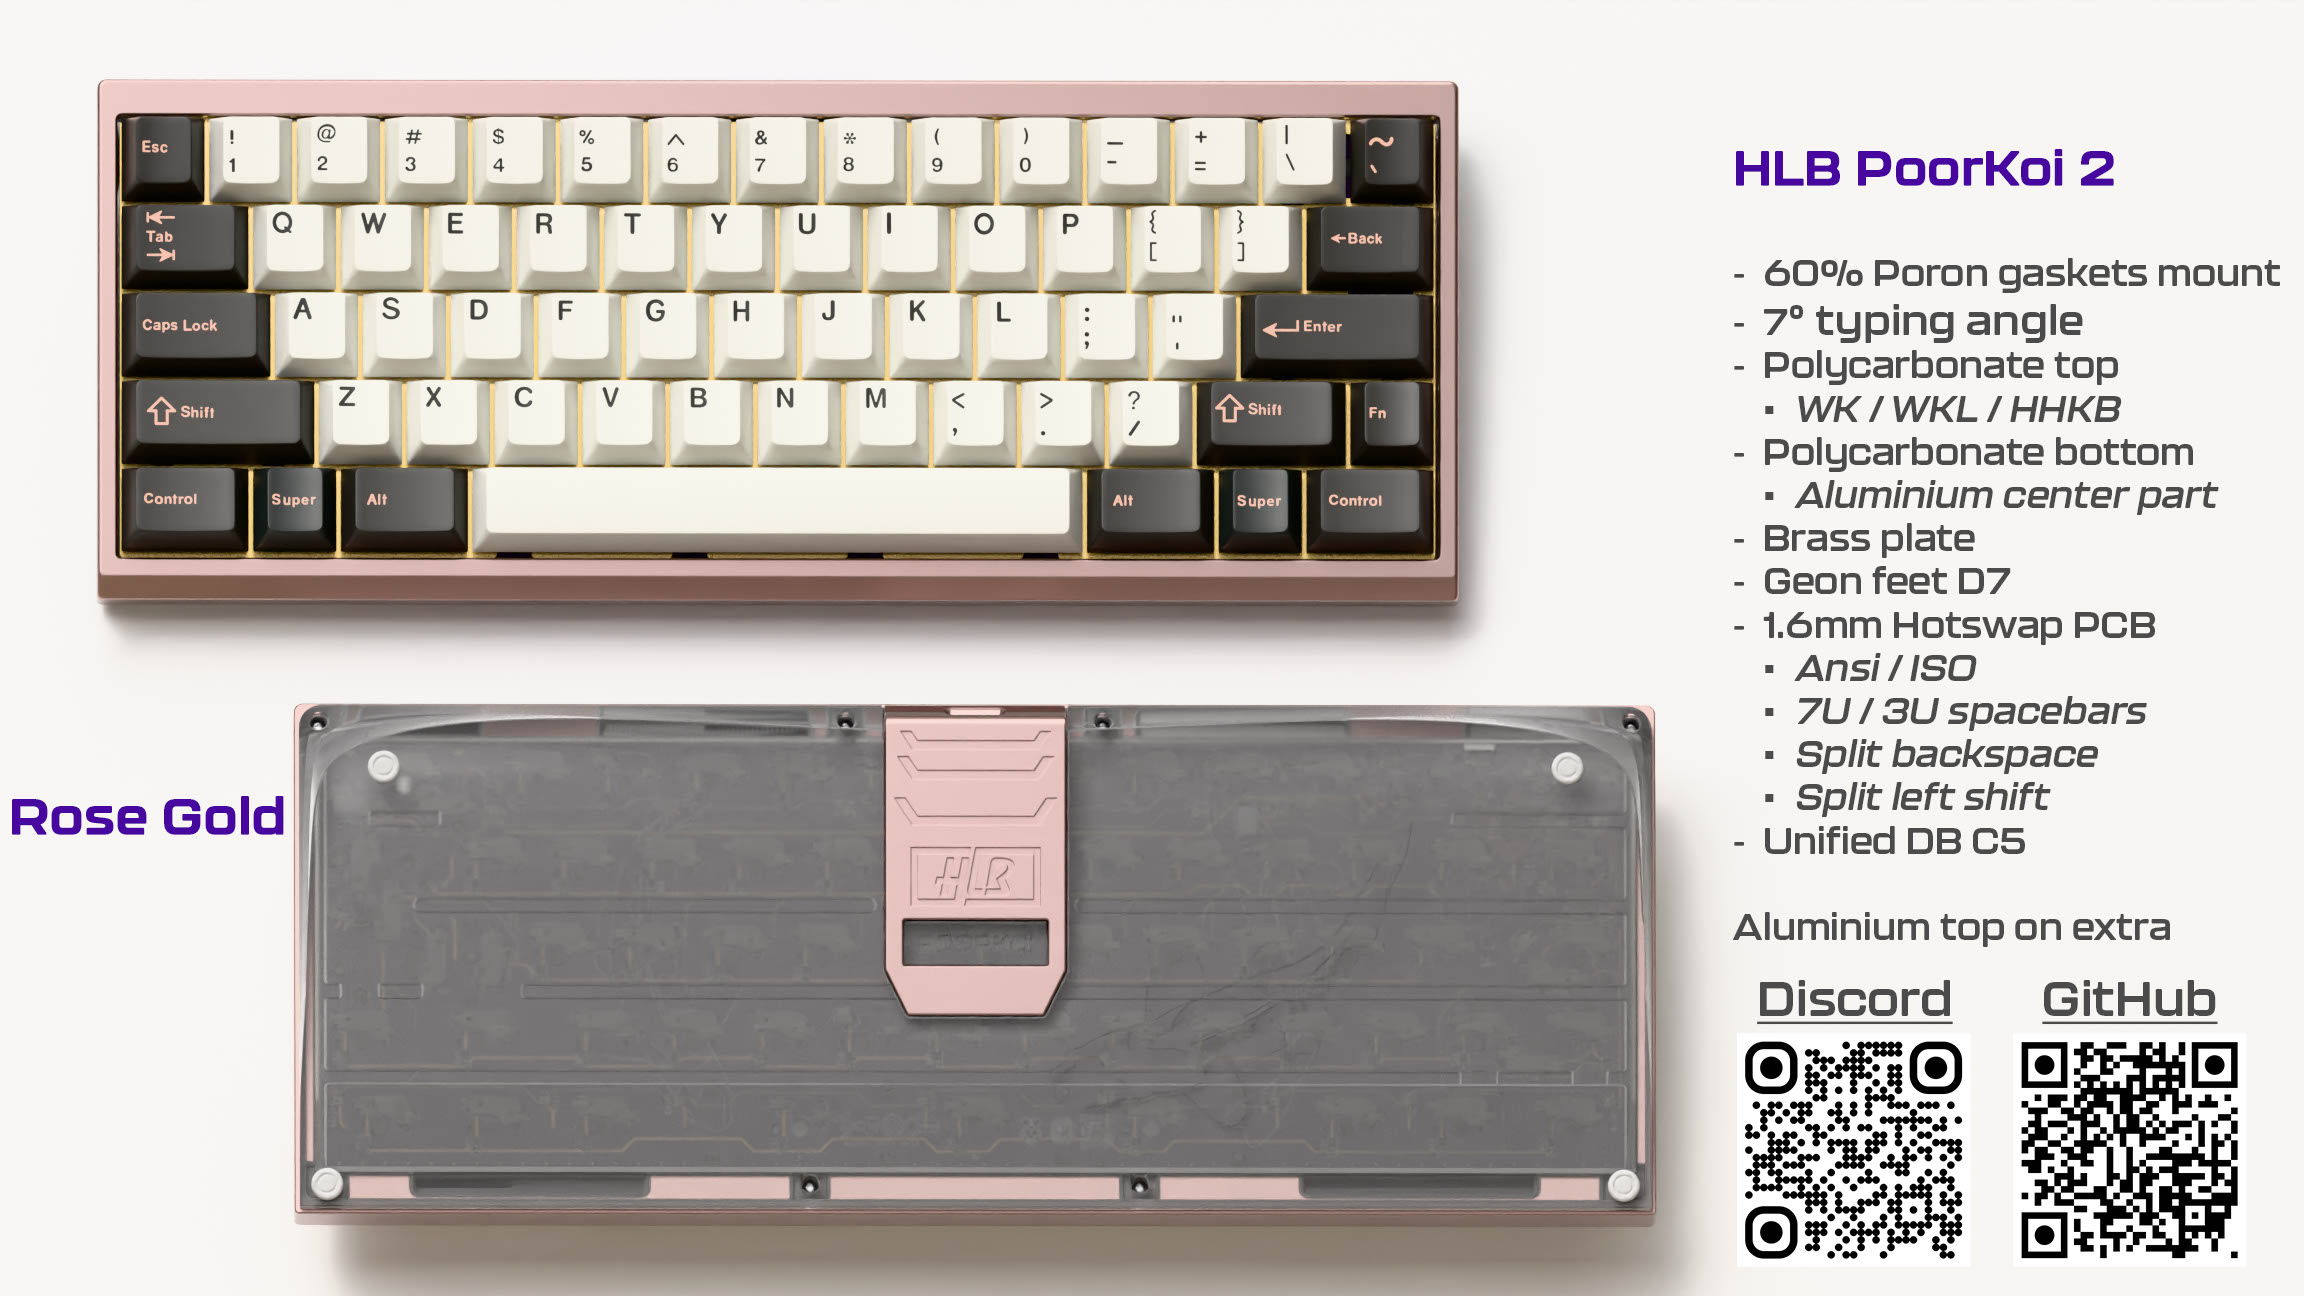 Esc ! 1 @ 2 # 3 $ 4 % 5 ^ 6 & 7 * 8 ( 9 ) 0 _ - + = | \ ~ `
Tab Q W E R T Y U I O P { [ } ] ←Back
Caps Lock A S D F G H J K L : ; " ' Enter
Shift Z X C V B N M < , > . ? / Shift Fn
Control Super Alt Alt Super Control
Rose Gold
HLB
HLB PoorKoi 2
- 60% Poron gaskets mount
- 7° typing angle
- Polycarbonate top
▪ WK / WKL / HHKB
- Polycarbonate bottom
▪ Aluminium center part
- Brass plate
- Geon feet D7
- 1.6mm Hotswap PCB
▪ Ansi / ISO
▪ 7U / 3U spacebars
▪ Split backspace
▪ Split left shift
- Unified DB C5
Aluminium top on extra
Discord GitHub